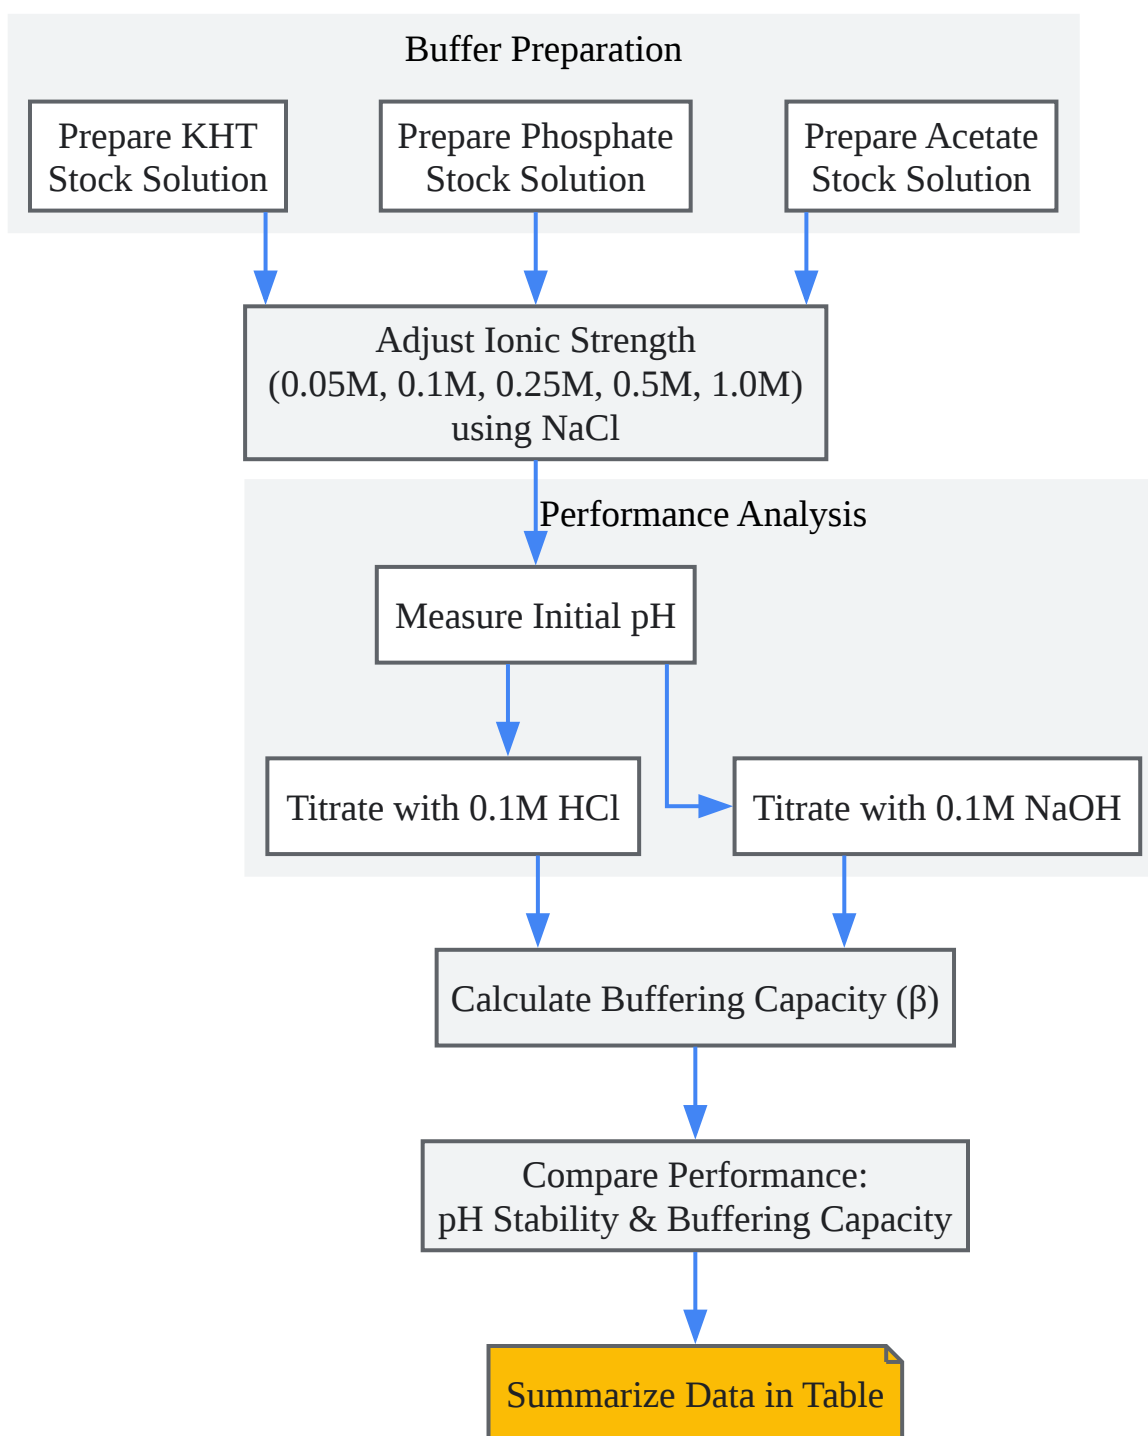 Buffer Preparation
Prepare KHT
Stock Solution
Prepare Phosphate
Stock Solution
Prepare Acetate
Stock Solution
Adjust Ionic Strength
(0.05M, 0.1M, 0.25M, 0.5M, 1.0M)
using NaCl
Performance Analysis
Measure Initial pH
Titrate with 0.1M HCl
Titrate with 0.1M NaOH
Calculate Buffering Capacity (β)
Compare Performance:
pH Stability & Buffering Capacity
Summarize Data in Table